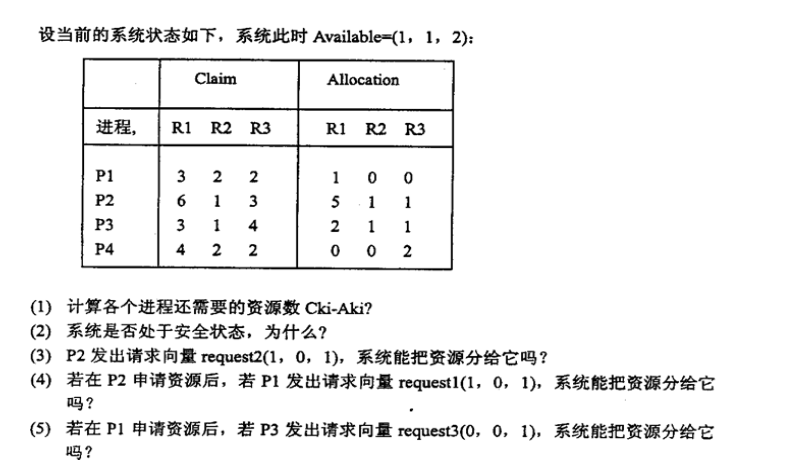 设当前的系统状态如下，系统此时 Available=(1，1，2)：
Claim Allocation
进程， R1 R2 R3 R1 R2 R3
P1 3 2 2 1 0 0
P2 6 1 3 5 1 1
P3 3 1 4 2 1 1
P4 4 2 2 0 0 2
(1) 计算各个进程还需要的资源数 Cki-Aki?
(2) 系统是否处于安全状态，为什么?
(3) P2 发出请求向量 request2(1，0，1)，系统能把资源分给它吗?
(4) 若在 P2 申请资源后，若 P1 发出请求向量 request1(1，0，1)，系统能把资源分给它
吗?
(5) 若在 P1 申请资源后，若 P3 发出请求向量 request3(0，0，1)，系统能把资源分给它
吗?